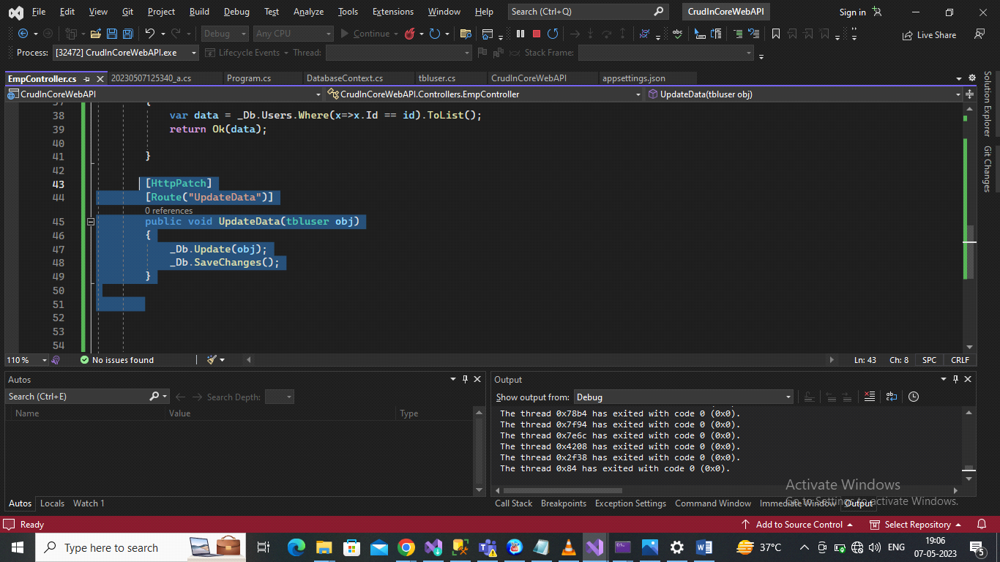 File Edit View Git Project Build Debug Test Analyze Tools Extensions Window Help Search (Ctrl+Q) CrudInCoreWebAPI Sign in
Debug Any CPU Continue Live Share
Process: [32472] CrudInCoreWebAPI.exe Lifecycle Events Thread: Stack Frame:
EmpController.cs 20230507125340_a.cs Program.cs DatabaseContext.cs tbluser.cs CrudInCoreWebAPI appsettings.json
CrudInCoreWebAPI CrudInCoreWebAPI.Controllers.EmpController UpdateData(tbluser obj)
37 {
38 var data = _Db.Users.Where(x=>x.Id == id).ToList();
39 return Ok(data);
40
41 }
42
43 [HttpPatch]
44 [Route("UpdateData")]
0 references
45 public void UpdateData(tbluser obj)
46 {
47 _Db.Update(obj);
48 _Db.SaveChanges();
49 }
50
51
52
53
54
Solution Explorer
Git Changes
110 % No issues found Ln: 43 Ch: 8 SPC CRLF
Autos
Search (Ctrl+E) Search Depth:
Name Value Type
Autos Locals Watch 1
Output
Show output from: Debug
The thread 0x78b4 has exited with code 0 (0x0).
The thread 0x7f94 has exited with code 0 (0x0).
The thread 0x7e6c has exited with code 0 (0x0).
The thread 0x4208 has exited with code 0 (0x0).
The thread 0x2f38 has exited with code 0 (0x0).
The thread 0x84 has exited with code 0 (0x0).
Activate Windows
Go to Settings to activate Windows.
Call Stack Breakpoints Exception Settings Command Window Immediate Window Output
Ready Add to Source Control Select Repository
Type here to search 37°C ENG 19:06
07-05-2023 5